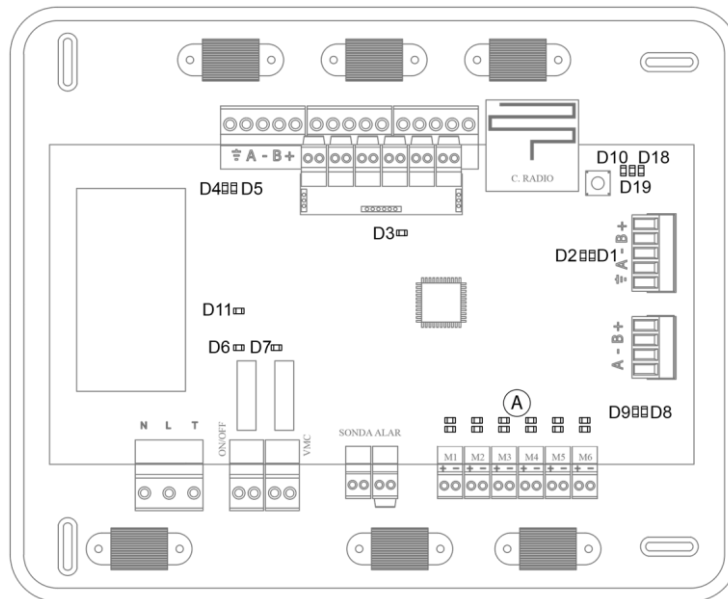 ⏚ A - B +
C. RADIO
D10 D18
D19
D4 D5
D3
A - B +
D2 D1
⏚ A - B +
D11
D6 D7
A - B +
A
D9 D8
N L T
ON/OFF
VMC
SONDA ALAR
M1 M2 M3 M4 M5 M6
+ - + - + - + - + - + -